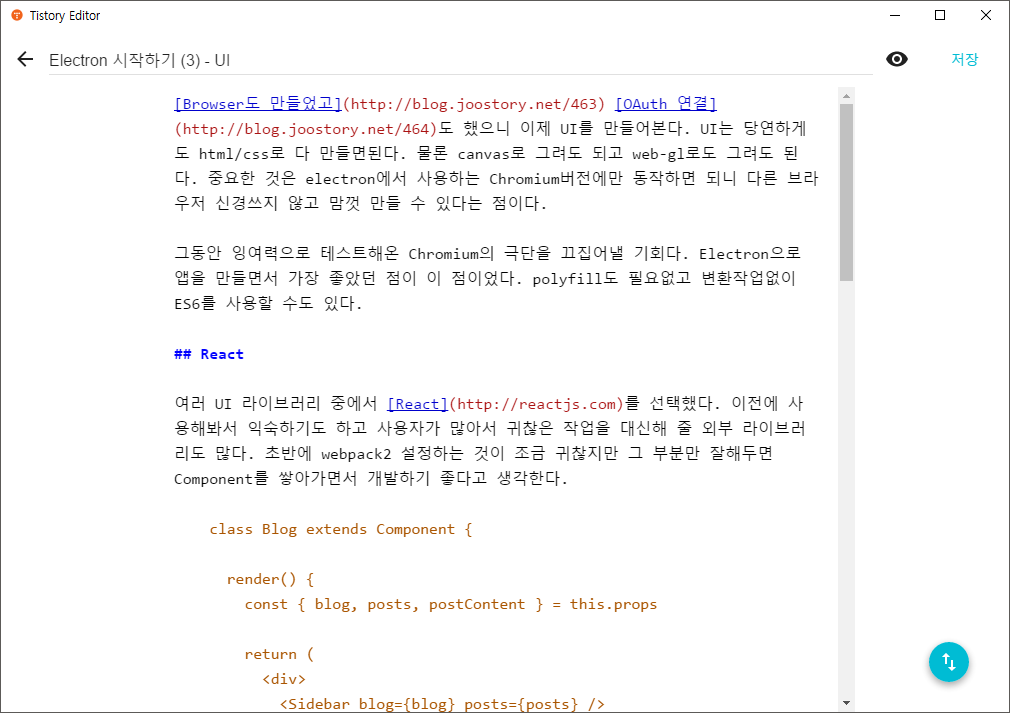 Tistory Editor
Electron 시작하기 (3) - UI
저장
[Browser도 만들었고](http://blog.joostory.net/463) [OAuth 연결]
(http://blog.joostory.net/464)도 했으니 이제 UI를 만들어본다. UI는 당연하게
도 html/css로 다 만들면된다. 물론 canvas로 그려도 되고 web-gl로도 그려도 된
다. 중요한 것은 electron에서 사용하는 Chromium버전에만 동작하면 되니 다른 브라
우저 신경쓰지 않고 맘껏 만들 수 있다는 점이다.
그동안 잉여력으로 테스트해온 Chromium의 극단을 끄집어낼 기회다. Electron으로
앱을 만들면서 가장 좋았던 점이 이 점이었다. polyfill도 필요없고 변환작업없이
ES6를 사용할 수도 있다.
## React
여러 UI 라이브러리 중에서 [React](http://reactjs.com)를 선택했다. 이전에 사
용해봐서 익숙하기도 하고 사용자가 많아서 귀찮은 작업을 대신해 줄 외부 라이브러
리도 많다. 초반에 webpack2 설정하는 것이 조금 귀찮지만 그 부분만 잘해두면
Component를 쌓아가면서 개발하기 좋다고 생각한다.
class Blog extends Component {
render() {
const { blog, posts, postContent } = this.props
return (
<div>
<Sidebar blog={blog} posts={posts} />